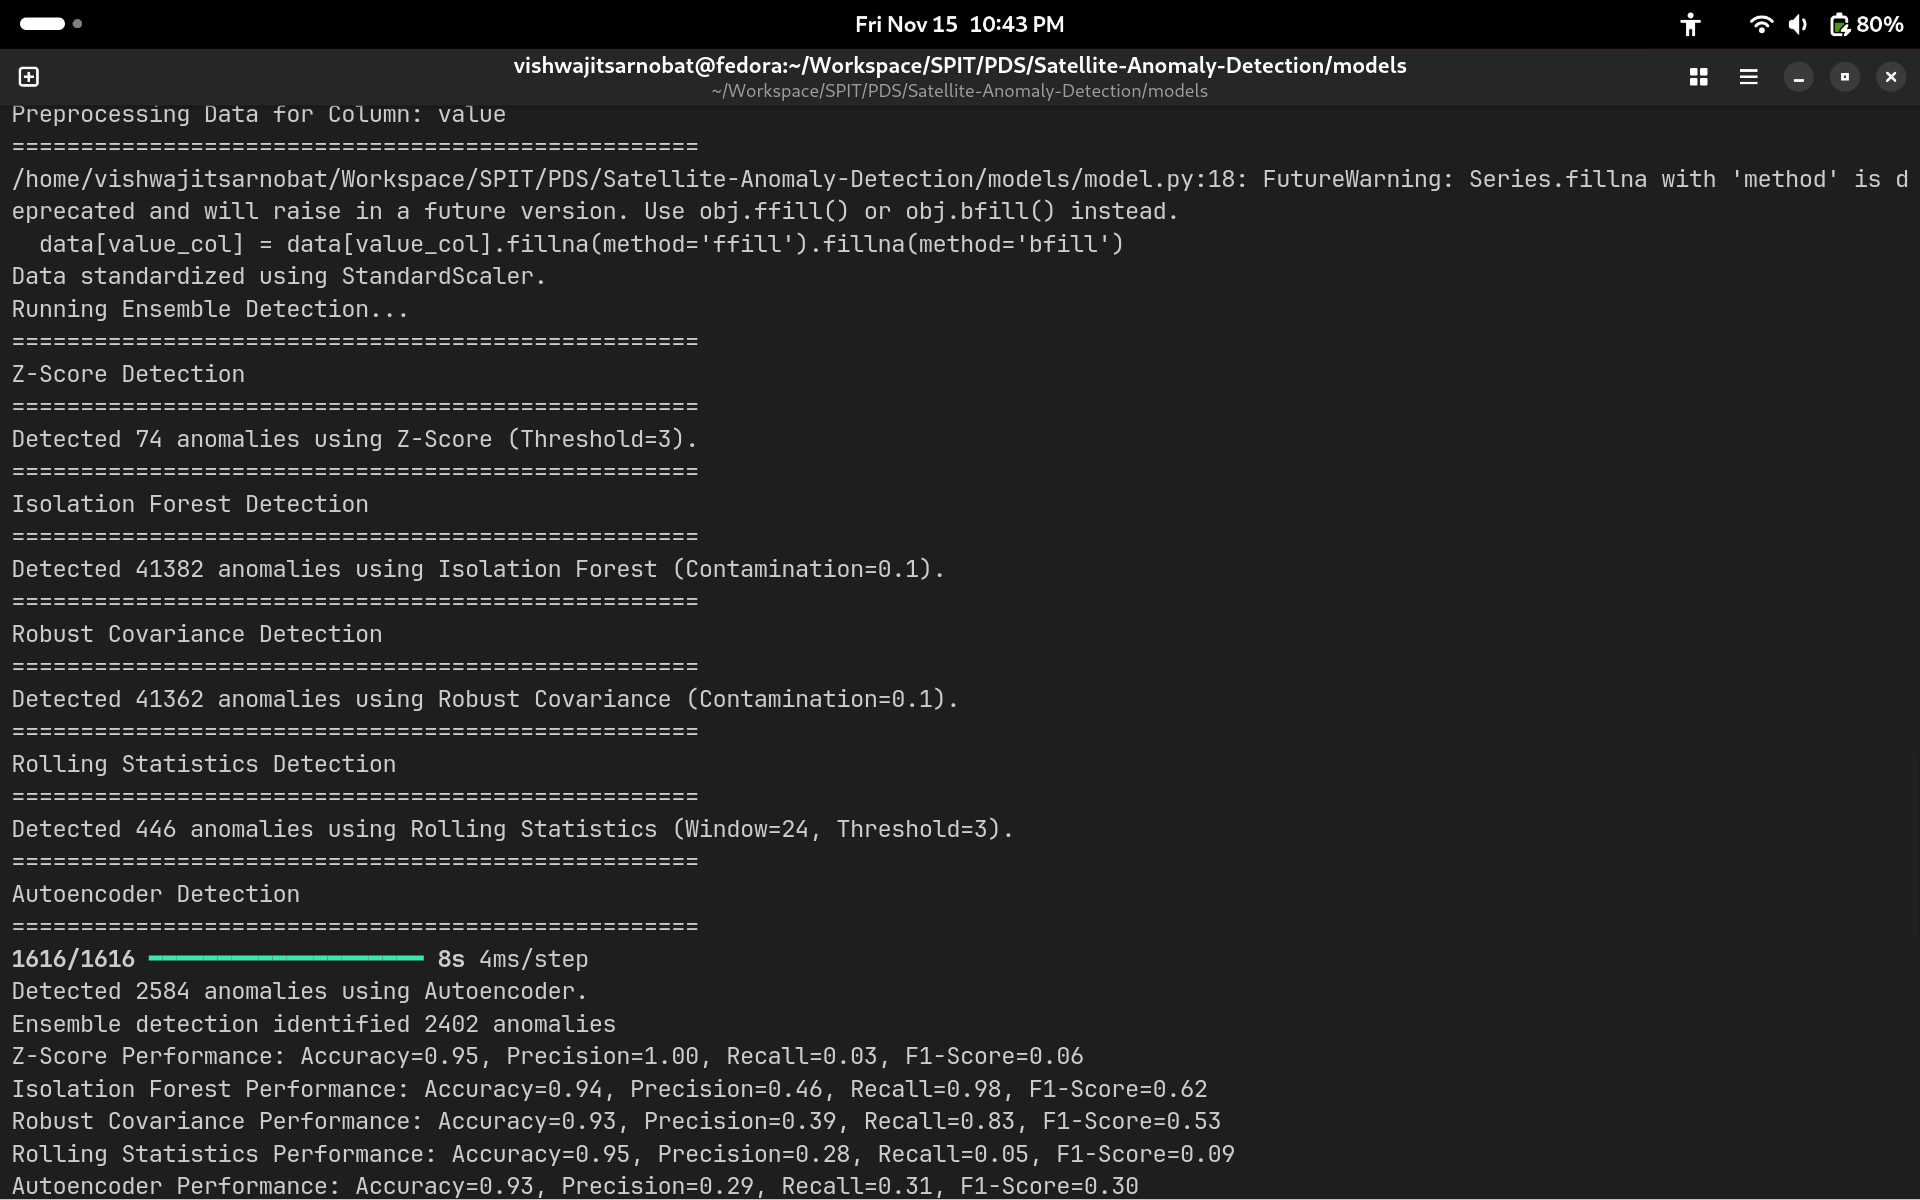 Fri Nov 15 10:43 PM
80%
vishwajitsarnobat@fedora:~/Workspace/SPIT/PDS/Satellite-Anomaly-Detection/models
~/Workspace/SPIT/PDS/Satellite-Anomaly-Detection/models
Preprocessing Data for Column: value
==================================================
/home/vishwajitsarnobat/Workspace/SPIT/PDS/Satellite-Anomaly-Detection/models/model.py:18: FutureWarning: Series.fillna with 'method' is d
eprecated and will raise in a future version. Use obj.ffill() or obj.bfill() instead.
  data[value_col] = data[value_col].fillna(method='ffill').fillna(method='bfill')
Data standardized using StandardScaler.
Running Ensemble Detection...
==================================================
Z-Score Detection
==================================================
Detected 74 anomalies using Z-Score (Threshold=3).
==================================================
Isolation Forest Detection
==================================================
Detected 41382 anomalies using Isolation Forest (Contamination=0.1).
==================================================
Robust Covariance Detection
==================================================
Detected 41362 anomalies using Robust Covariance (Contamination=0.1).
==================================================
Rolling Statistics Detection
==================================================
Detected 446 anomalies using Rolling Statistics (Window=24, Threshold=3).
==================================================
Autoencoder Detection
==================================================
1616/1616 ━━━━━━━━━━━━━━━━━━━━ 8s 4ms/step
Detected 2584 anomalies using Autoencoder.
Ensemble detection identified 2402 anomalies
Z-Score Performance: Accuracy=0.95, Precision=1.00, Recall=0.03, F1-Score=0.06
Isolation Forest Performance: Accuracy=0.94, Precision=0.46, Recall=0.98, F1-Score=0.62
Robust Covariance Performance: Accuracy=0.93, Precision=0.39, Recall=0.83, F1-Score=0.53
Rolling Statistics Performance: Accuracy=0.95, Precision=0.28, Recall=0.05, F1-Score=0.09
Autoencoder Performance: Accuracy=0.93, Precision=0.29, Recall=0.31, F1-Score=0.30